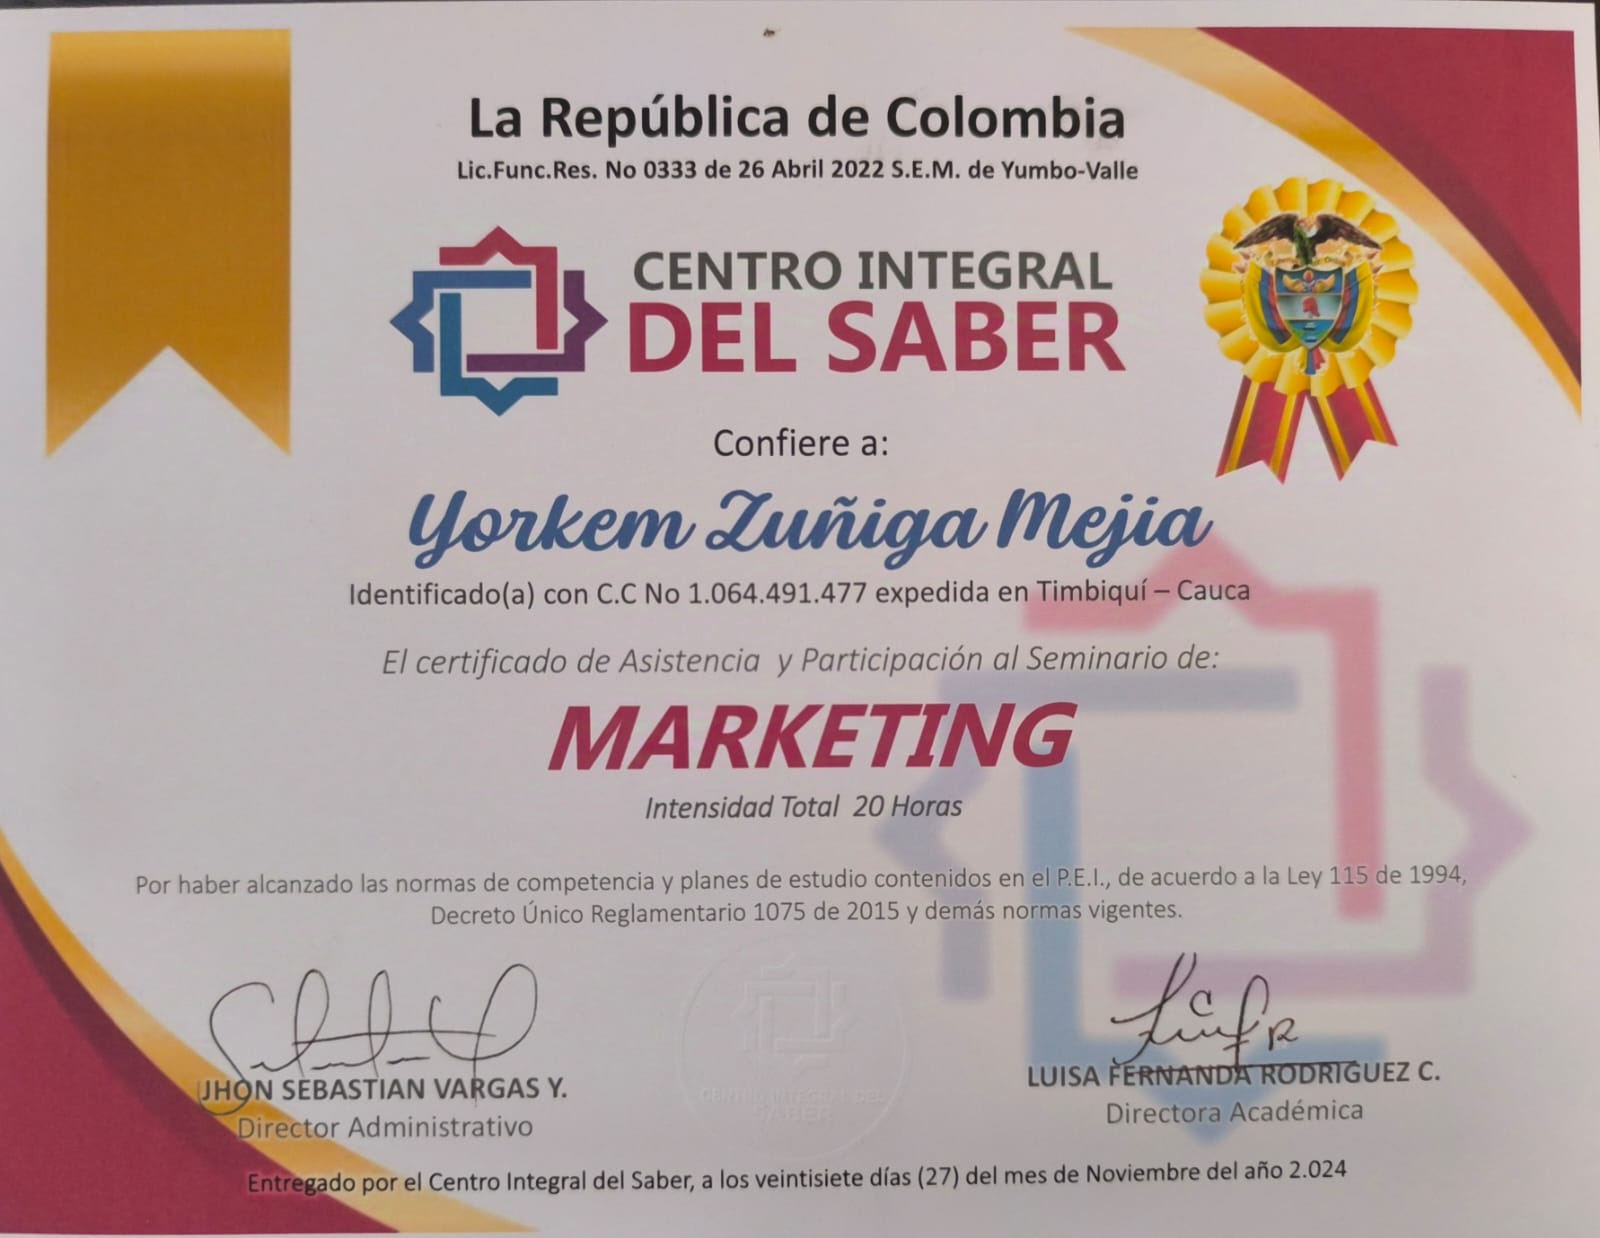 La República de Colombia
Lic.Func.Res. No 0333 de 26 Abril 2022 S.E.M. de Yumbo-Valle
CENTRO INTEGRAL
DEL SABER
Confiere a:
Yorkem Zuñiga Mejia
Identificado(a) con C.C No 1.064.491.477 expedida en Timbiquí – Cauca
El certificado de Asistencia y Participación al Seminario de:
MARKETING
Intensidad Total 20 Horas
Por haber alcanzado las normas de competencia y planes de estudio contenidos en el P.E.I., de acuerdo a la Ley 115 de 1994,
Decreto Único Reglamentario 1075 de 2015 y demás normas vigentes.
CENTRO INTEGRAL DEL
SABER
JHON SEBASTIAN VARGAS Y.
Director Administrativo
LUISA FERNANDA RODRIGUEZ C.
Directora Académica
Entregado por el Centro Integral del Saber, a los veintisiete días (27) del mes de Noviembre del año 2.024